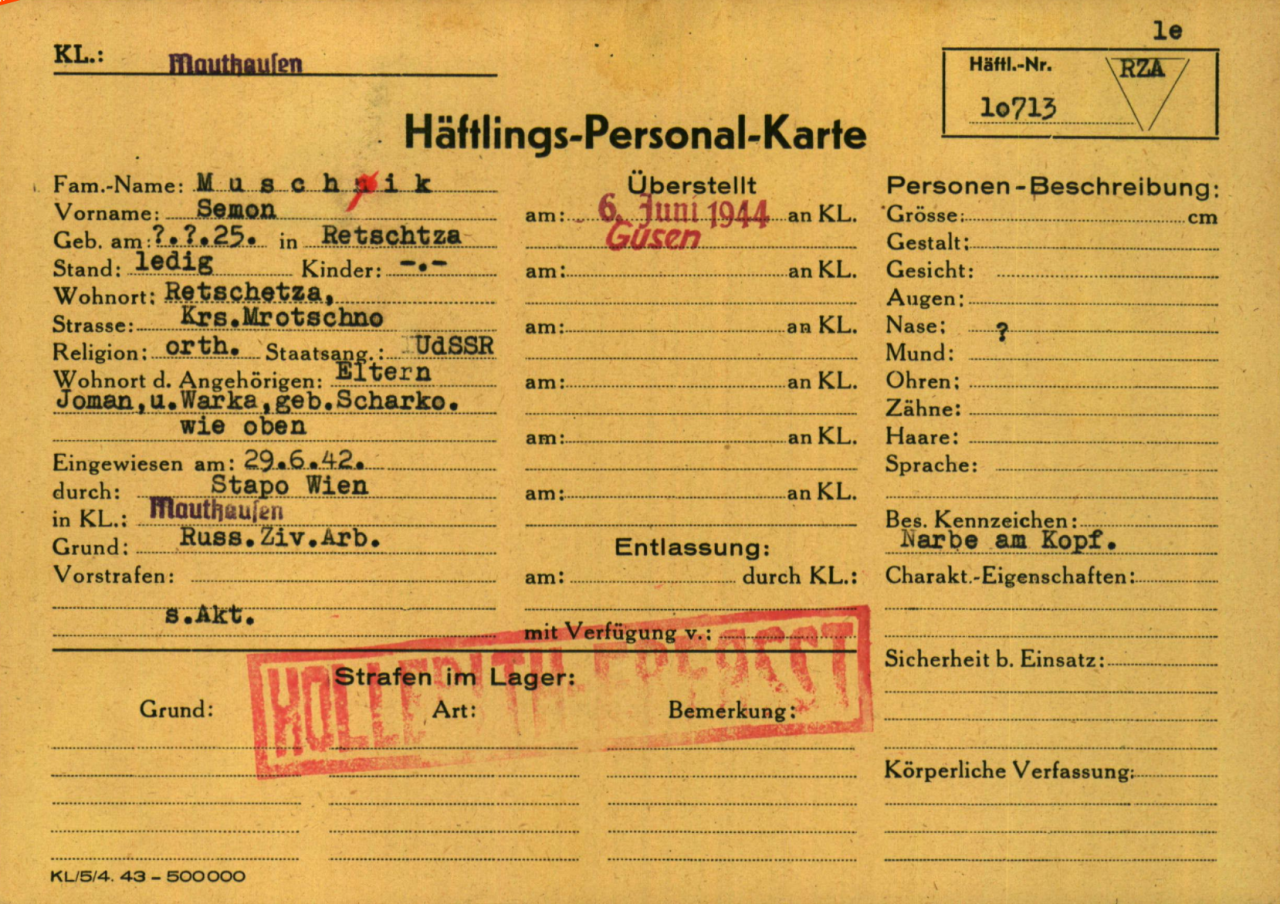 1e
KL.: Mauthausen
Häftl.-Nr. RZA
10713
Häftlings-Personal-Karte
Fam.-Name: Muschnik
Vorname: Semon
Geb. am: ?.?.25. in Retschtza
Stand: ledig Kinder: -.-
Wohnort: Retschetza,
Strasse: Krs.Mrotschno
Religion: orth. Staatsang.: UdSSR
Wohnort d. Angehörigen: Eltern
Joman,u.Warka,geb.Scharko.
wie oben
Eingewiesen am: 29.6.42.
durch: Stapo Wien
in KL.: Mauthausen
Grund: Russ.Ziv.Arb.
Vorstrafen:
s.Akt.
Überstellt
am: 6. Juni 1944 an KL.
Gusen
am: an KL.
am: an KL.
am: an KL.
am: an KL.
am: an KL.
Entlassung:
am: durch KL.:
mit Verfügung v.:
Personen-Beschreibung:
Grösse: cm
Gestalt:
Gesicht:
Augen:
Nase: ?
Mund:
Ohren:
Zähne:
Haare:
Sprache:
Bes. Kennzeichen:
Narbe am Kopf.
Charakt.-Eigenschaften:
Sicherheit b. Einsatz:
Körperliche Verfassung:
HOLLERITH ERFASST
Strafen im Lager:
Grund: Art: Bemerkung:
KL/5/4. 43 – 500000